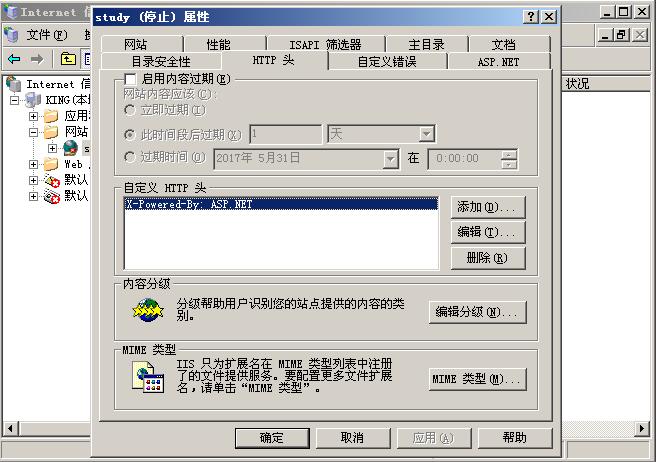 Internet 信
study (停止) 属性
文件(F)
网站
性能
ISAPI 筛选器
主目录
文档
目录安全性
HTTP 头
自定义错误
ASP.NET
Internet 信
KING(本
应用
网站
s
Web
默认
默认
状况
启用内容过期(E)
网站内容应该(C):
立即过期(I)
此时间段后过期(X)
1
天
过期时间(O)
2017年 5月31日
在
0:00:00
自定义 HTTP 头
X-Powered-By: ASP.NET
添加(D)...
编辑(T)...
删除(R)
内容分级
分级帮助用户识别您的站点提供的内容的类
别。
编辑分级(N)...
MIME 类型
IIS 只为扩展名在 MIME 类型列表中注册
了的文件提供服务。要配置更多文件扩展
名，请单击“MIME 类型”。
MIME 类型(M)...
确定
取消
应用(A)
帮助